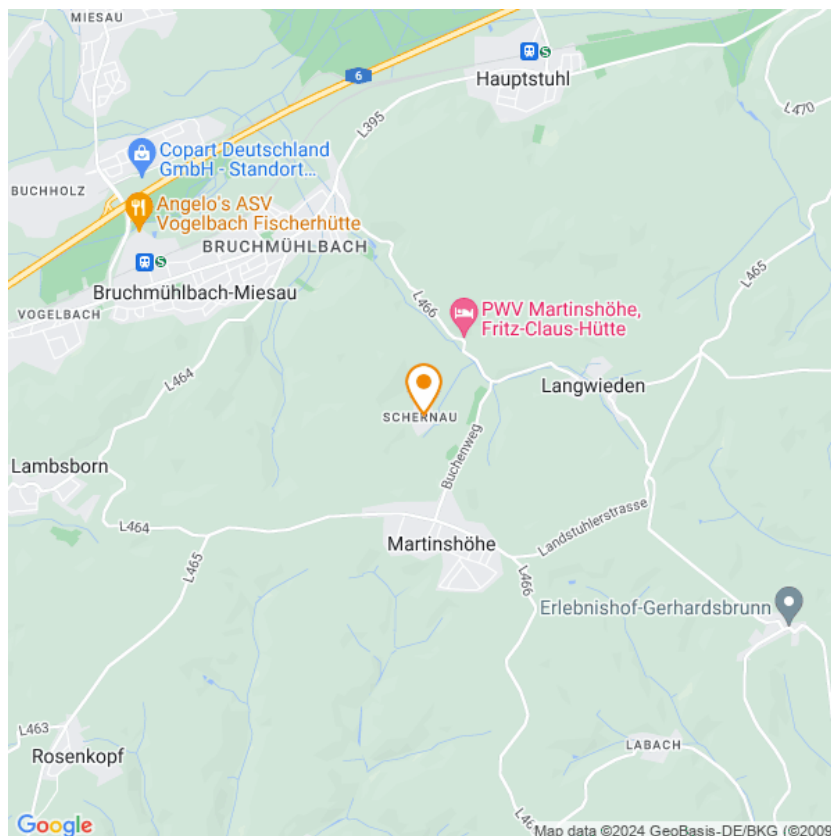 MIESAU
S
Hauptstuhl
6
L395
L470
Copart Deutschland
GmbH - Standort...
BUCHHOLZ
Angelo's ASV
Vogelbach Fischerhütte
BRUCHMÜHLBACH
S
Bruchmühlbach-Miesau
VOGELBACH
L466
L465
PWV Martinshöhe,
Fritz-Claus-Hütte
L464
Langwieden
SCHERNAU
Buchenweg
Lambsborn
L464
Martinshöhe
Landstuhlerstrasse
L465
L466
Erlebnishof-Gerhardsbrunn
L463
Rosenkopf
LABACH
Google
Map data ©2024 GeoBasis-DE/BKG (©2009